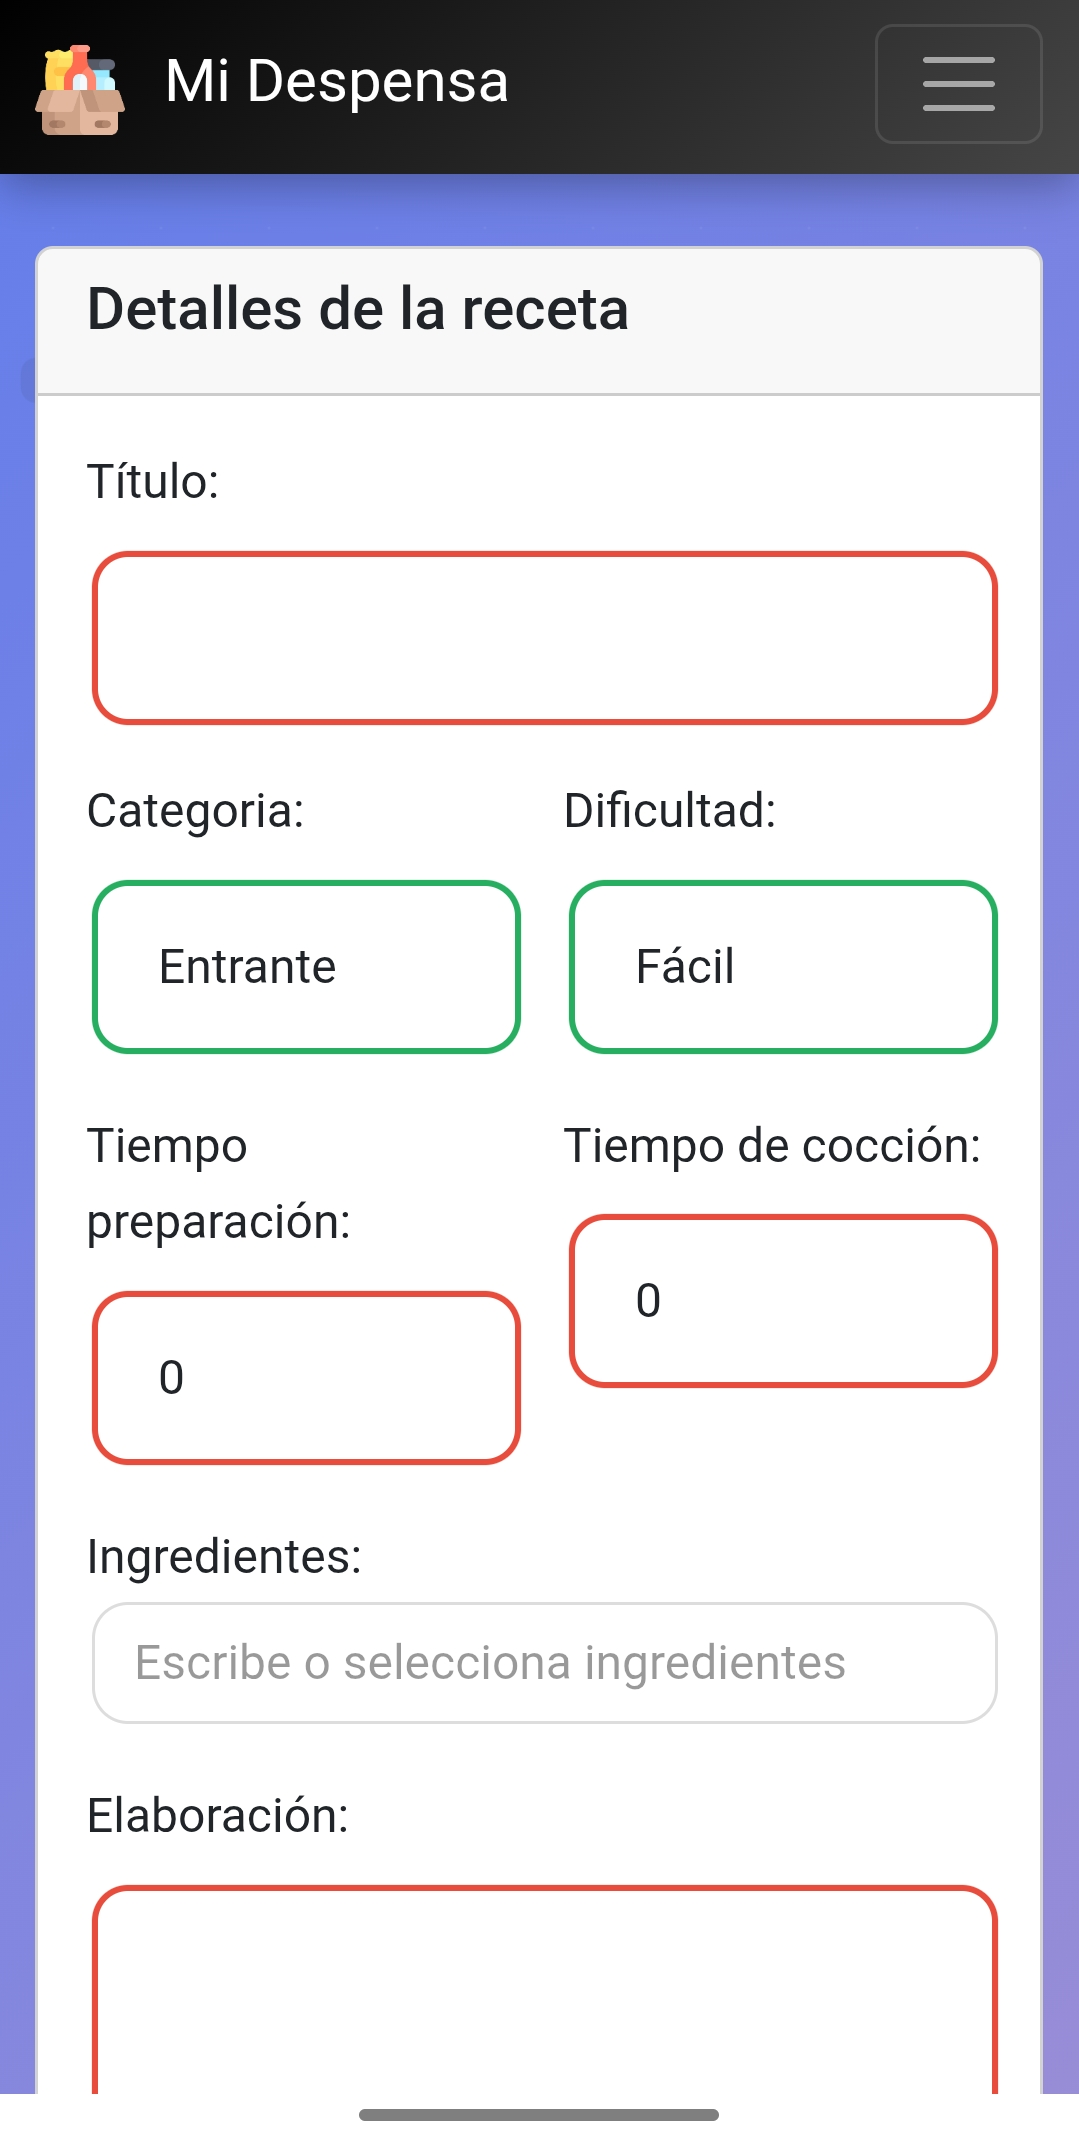 Mi Despensa
Detalles de la receta
Título:
Categoria:
Dificultad:
Entrante
Fácil
Tiempo
preparación:
Tiempo de cocción:
0
0
Ingredientes:
Escribe o selecciona ingredientes
Elaboración: